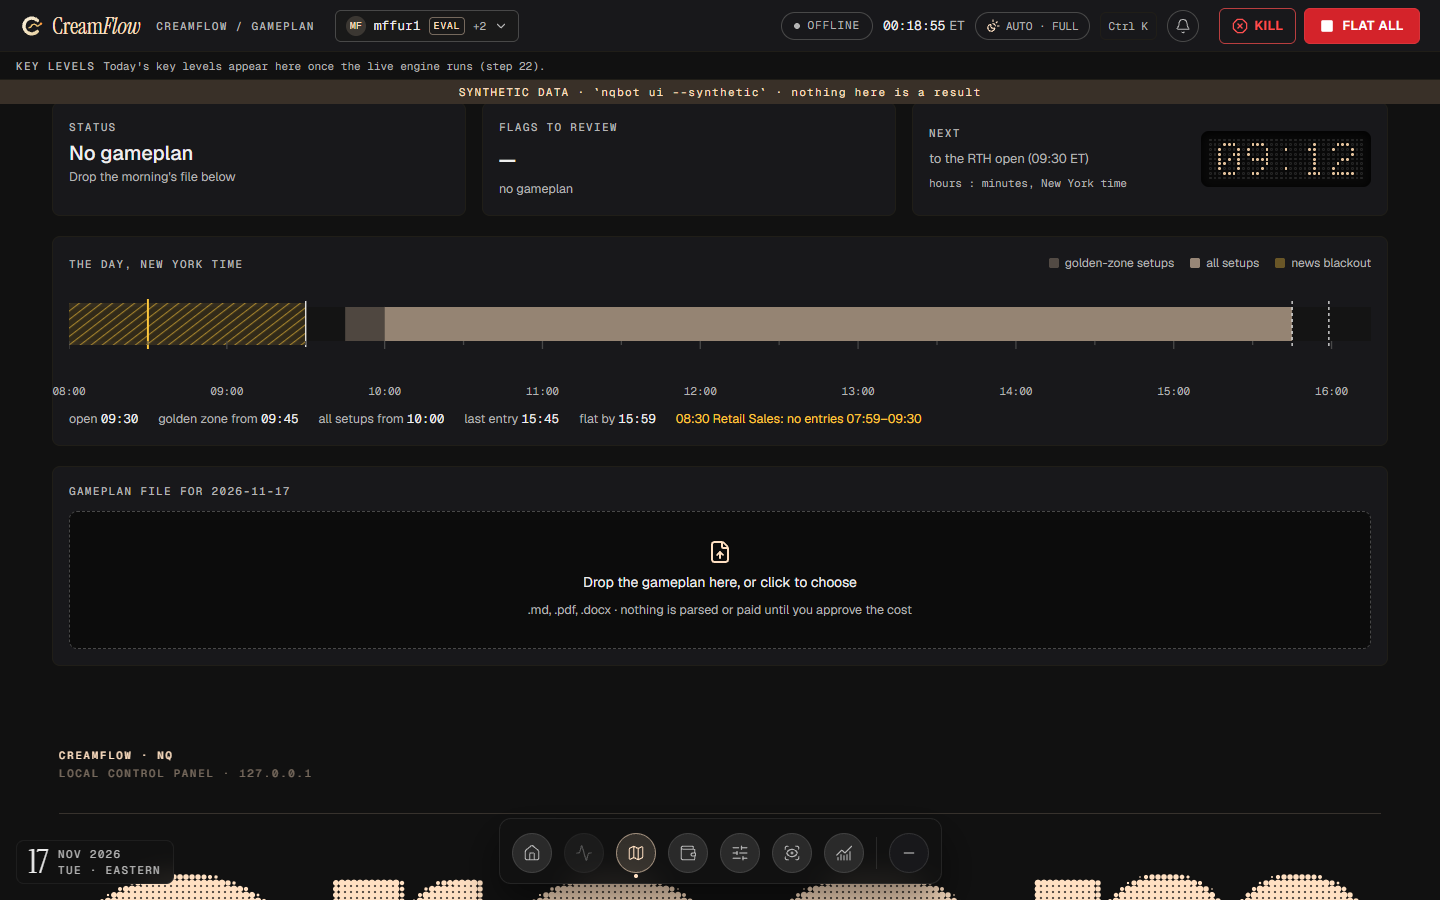 CreamFlow
CREAMFLOW / GAMEPLAN
MF mffur1 EVAL +2
OFFLINE
00:18:55 ET
AUTO · FULL
Ctrl K
KILL
FLAT ALL
KEY LEVELS Today's key levels appear here once the live engine runs (step 22).
SYNTHETIC DATA · `nqbot ui --synthetic` · nothing here is a result
STATUS
No gameplan
Drop the morning's file below
FLAGS TO REVIEW
—
no gameplan
NEXT
to the RTH open (09:30 ET)
hours : minutes, New York time
09:12
THE DAY, NEW YORK TIME
golden-zone setups
all setups
news blackout
08:00 09:00 10:00 11:00 12:00 13:00 14:00 15:00 16:00
open 09:30 golden zone from 09:45 all setups from 10:00 last entry 15:45 flat by 15:59 08:30 Retail Sales: no entries 07:59–09:30
GAMEPLAN FILE FOR 2026-11-17
Drop the gameplan here, or click to choose
.md, .pdf, .docx · nothing is parsed or paid until you approve the cost
CREAMFLOW · NQ
LOCAL CONTROL PANEL · 127.0.0.1
17
NOV 2026
TUE · EASTERN